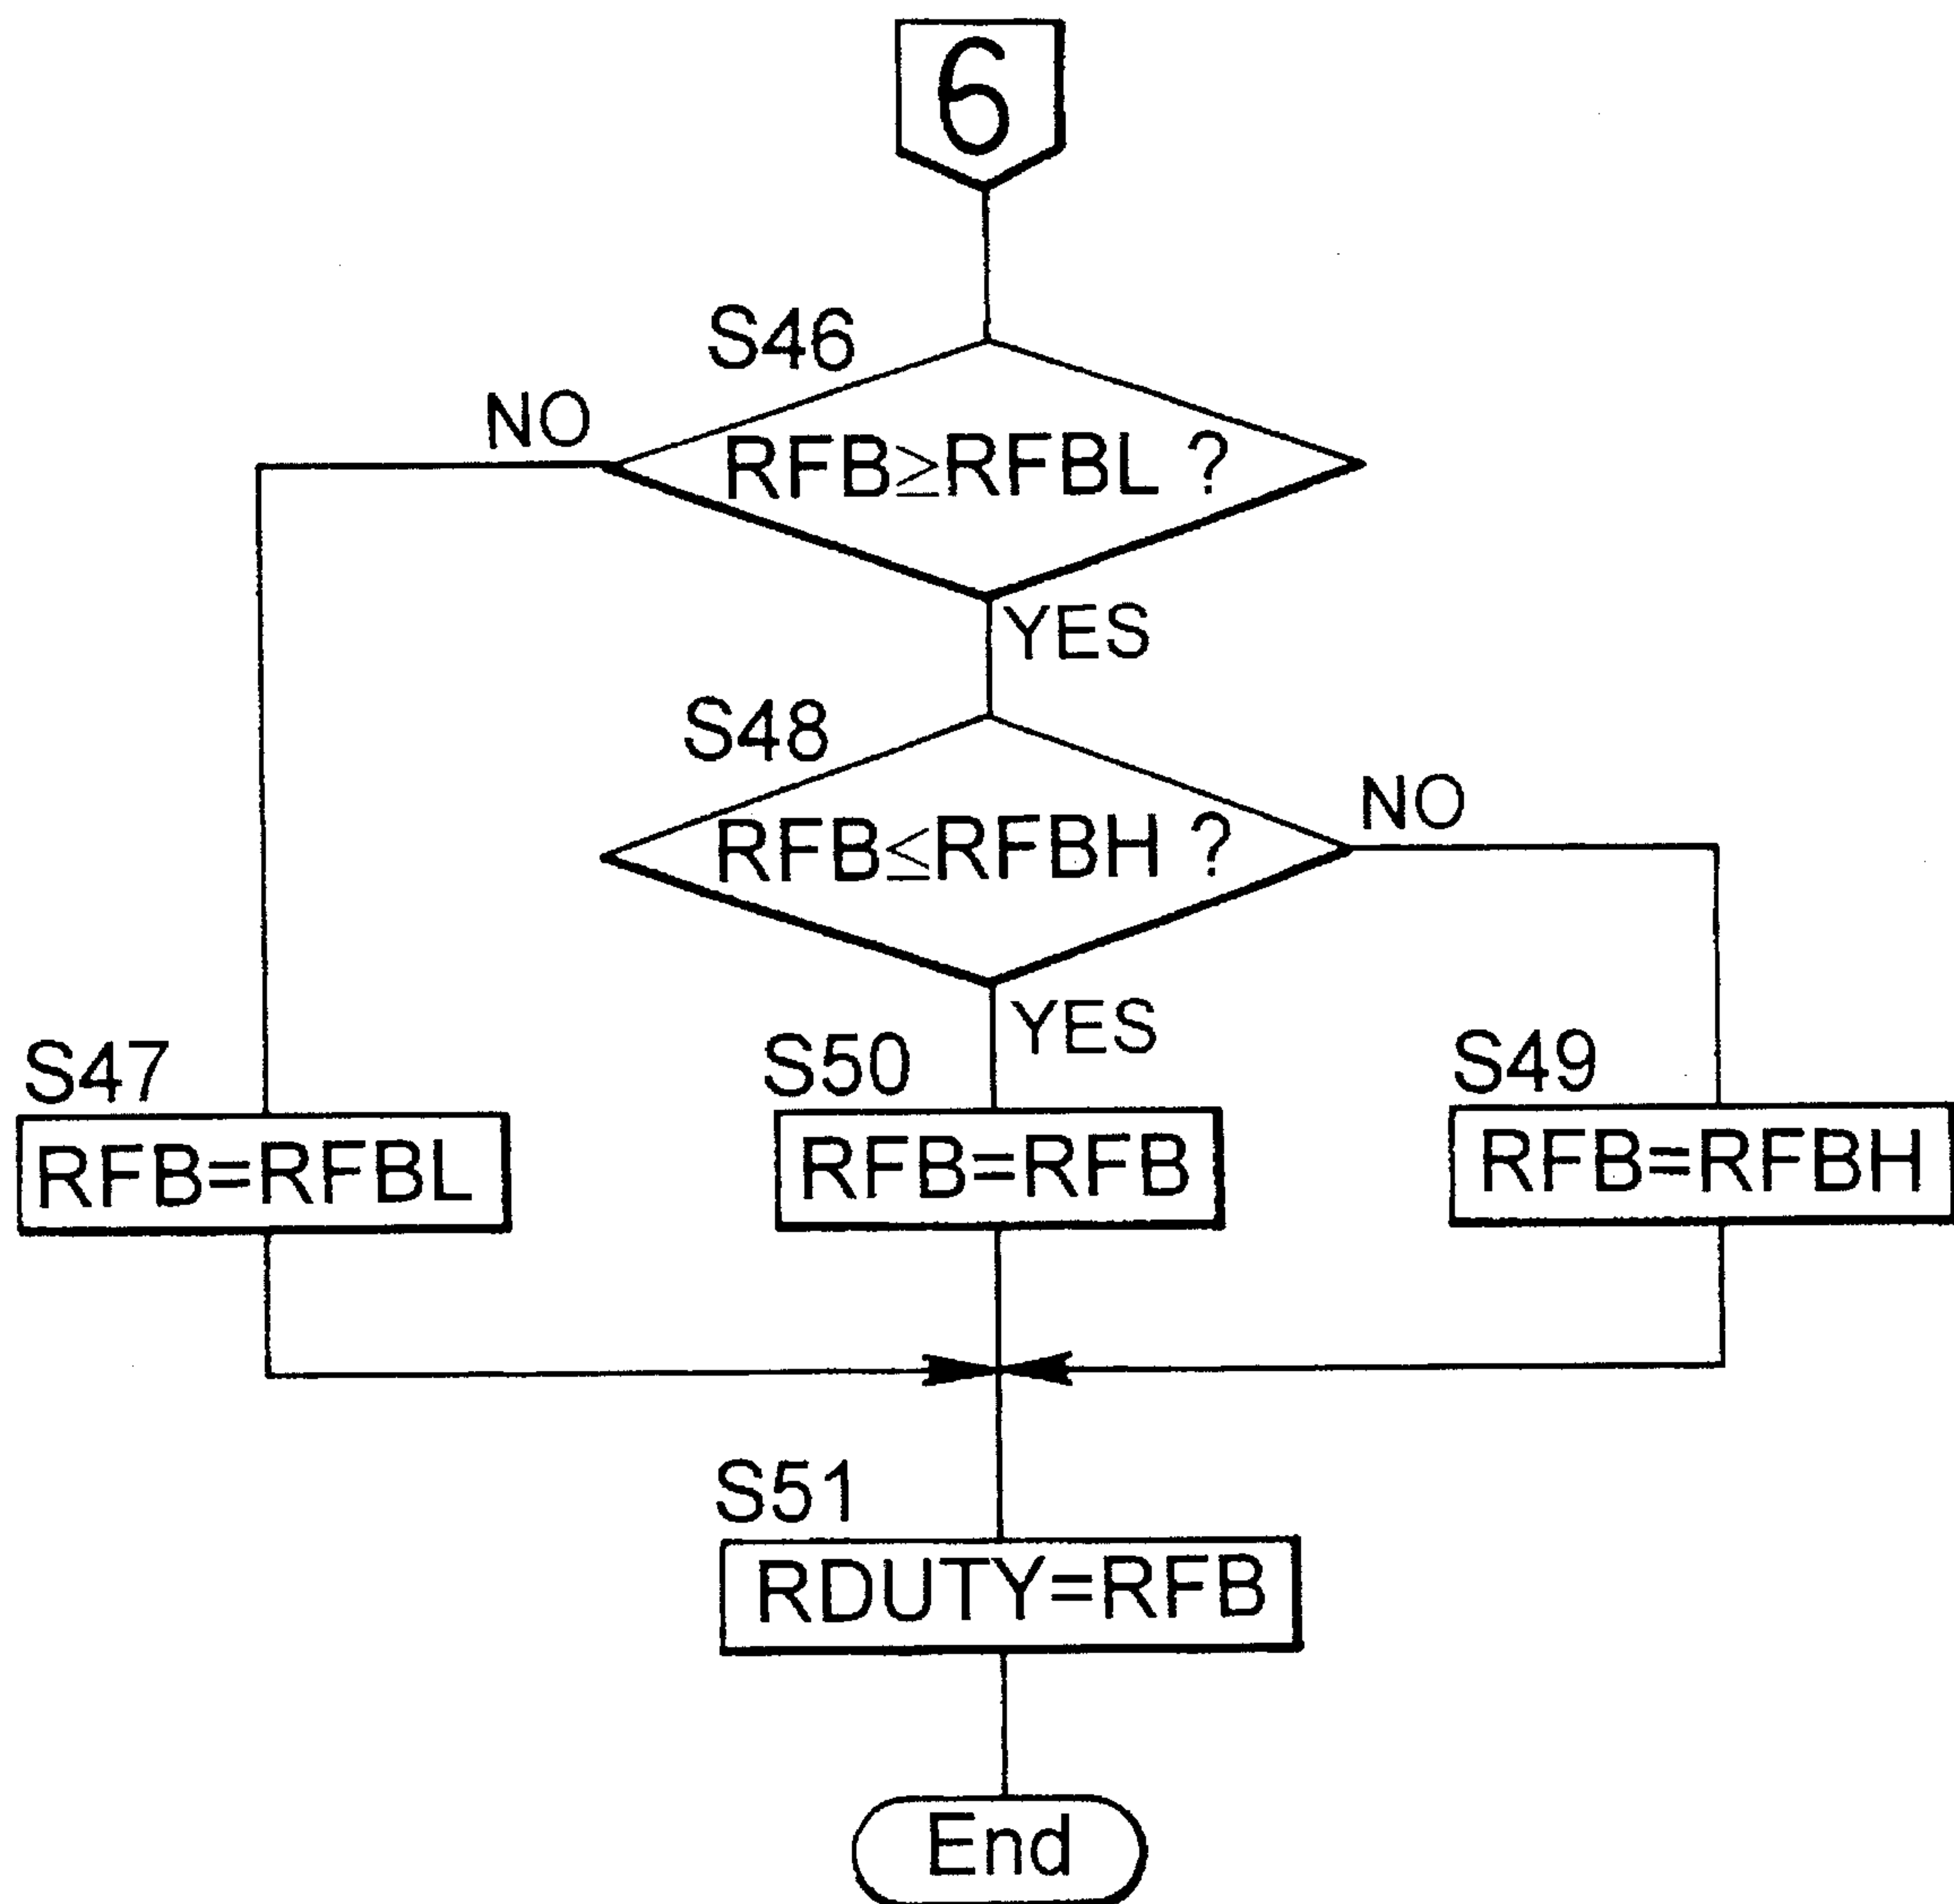 6
S46
NO
RFB≥RFBL ?
YES
S48
NO
RFB≤RFBH ?
YES
S47
S50
S49
RFB=RFBL
RFB=RFB
RFB=RFBH
S51
RDUTY=RFB
End